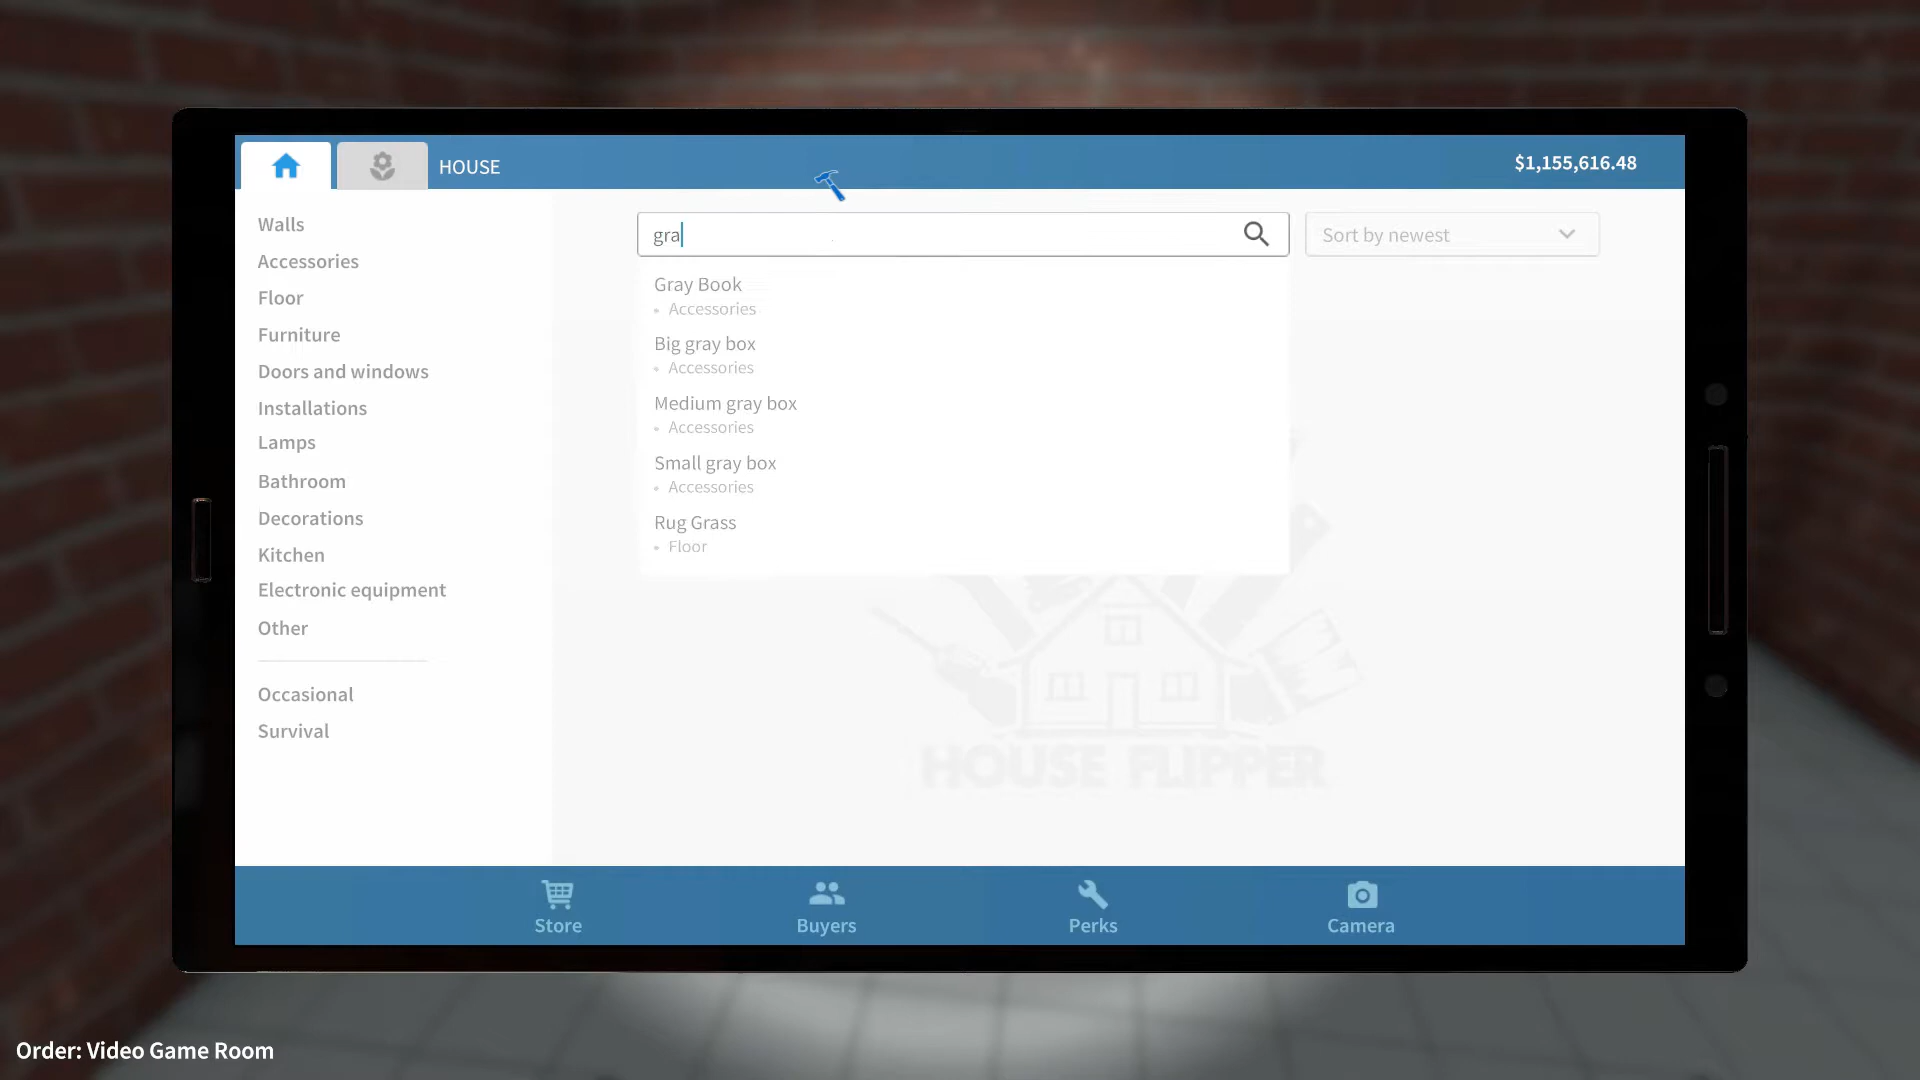 HOUSE
$1,155,616.48
Walls
Accessories
Floor
Furniture
Doors and windows
Installations
Lamps
Bathroom
Decorations
Kitchen
Electronic equipment
Other
Occasional
Survival
gra
Sort by newest
Gray Book
• Accessories
Big gray box
• Accessories
Medium gray box
• Accessories
Small gray box
• Accessories
Rug Grass
• Floor
HOUSE FLIPPER
Store
Buyers
Perks
Camera
Order: Video Game Room